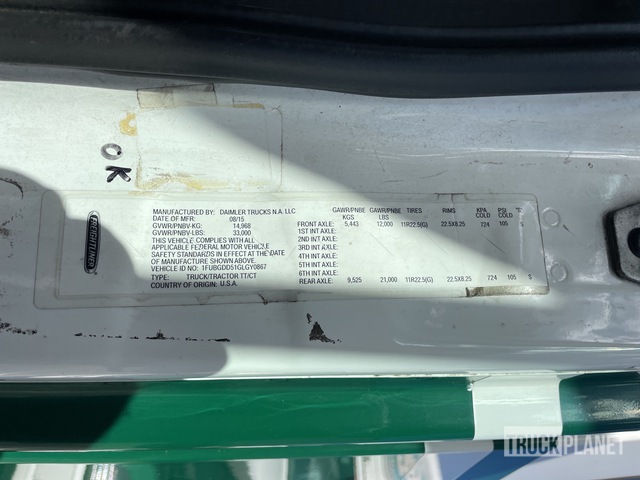 OK
FREIGHTLINER
MANUFACTURED BY: DAIMLER TRUCKS N.A. LLC
DATE OF MFR: 08/15
GVWR/PNBV-KG: 14,968
GVWR/PNBV-LBS: 33,000
THIS VEHICLE COMPLIES WITH ALL
APPLICABLE FEDERAL MOTOR VEHICLE
SAFETY STANDARDS IN EFFECT AT THE DATE
OF MANUFACTURE SHOWN ABOVE.
VEHICLE ID NO.: 1FUBGDD51GLGY0867
TYPE: TRUCK/TRACTOR TT/CT
COUNTRY OF ORIGIN: U.S.A.
GAWR/PNBE KGS GAWR/PNBE LBS TIRES RIMS KPA COLD PSI COLD
FRONT AXLE: 5,443 12,000 11R22.5(G) 22.5X8.25 724 105 S
1ST INT AXLE:
2ND INT AXLE:
3RD INT AXLE:
4TH INT AXLE:
5TH INT AXLE:
6TH INT AXLE:
REAR AXLE: 9,525 21,000 11R22.5(G) 22.5X8.25 724 105 S
TRUCKPLANET